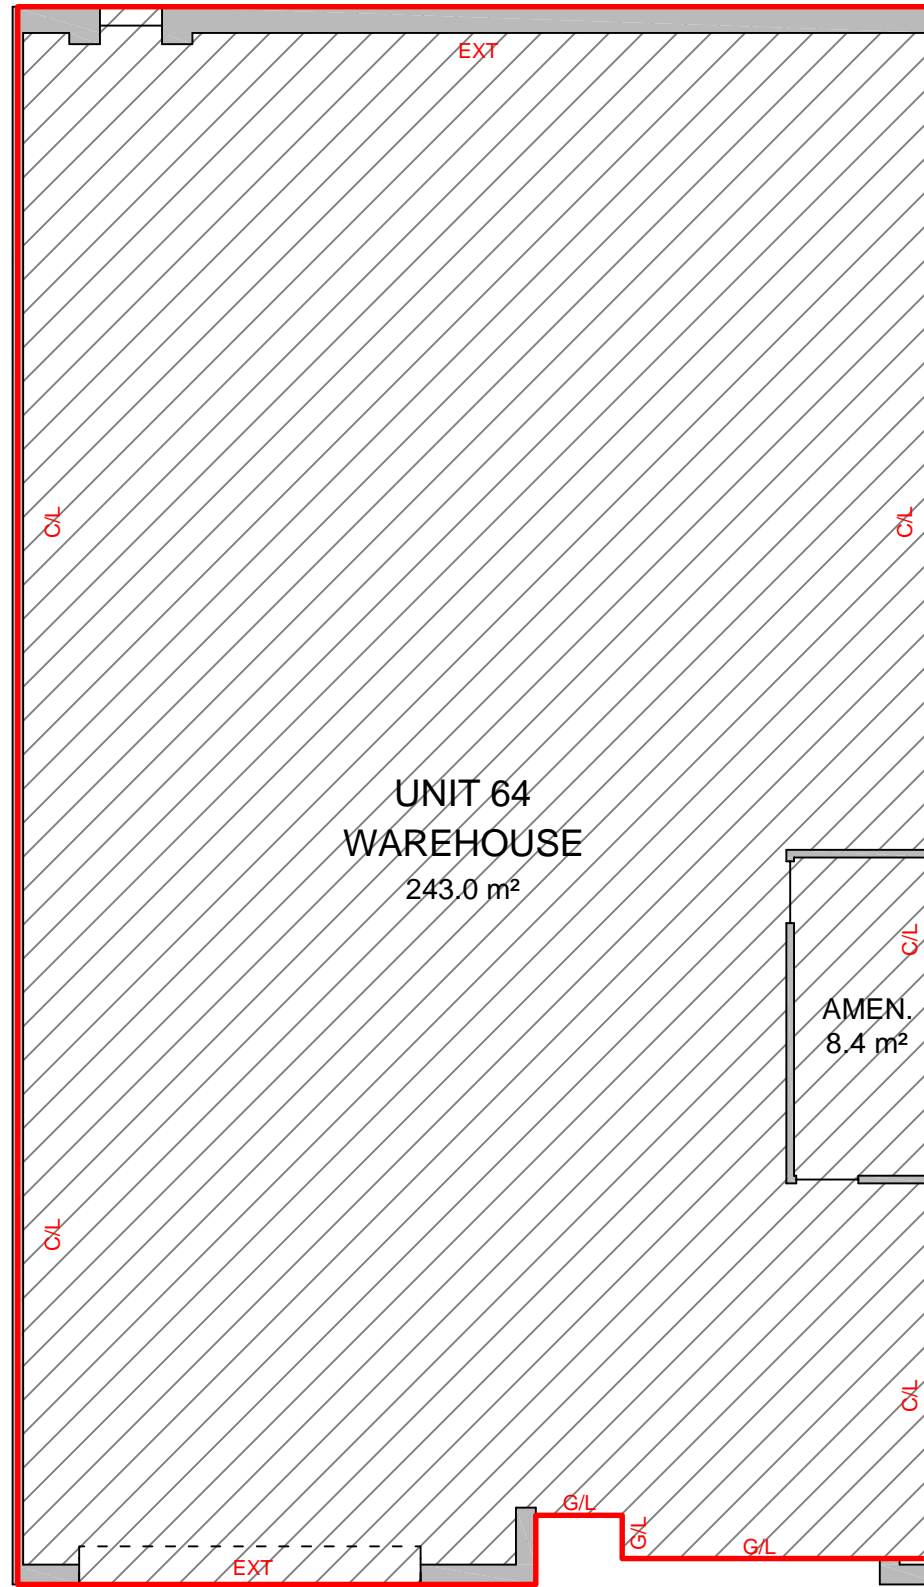 EXT
C/L
C/L
UNIT 64
WAREHOUSE
243.0 m²
C/L
AMEN.
8.4 m²
C/L
C/L
G/L
G/L
G/L
EXT